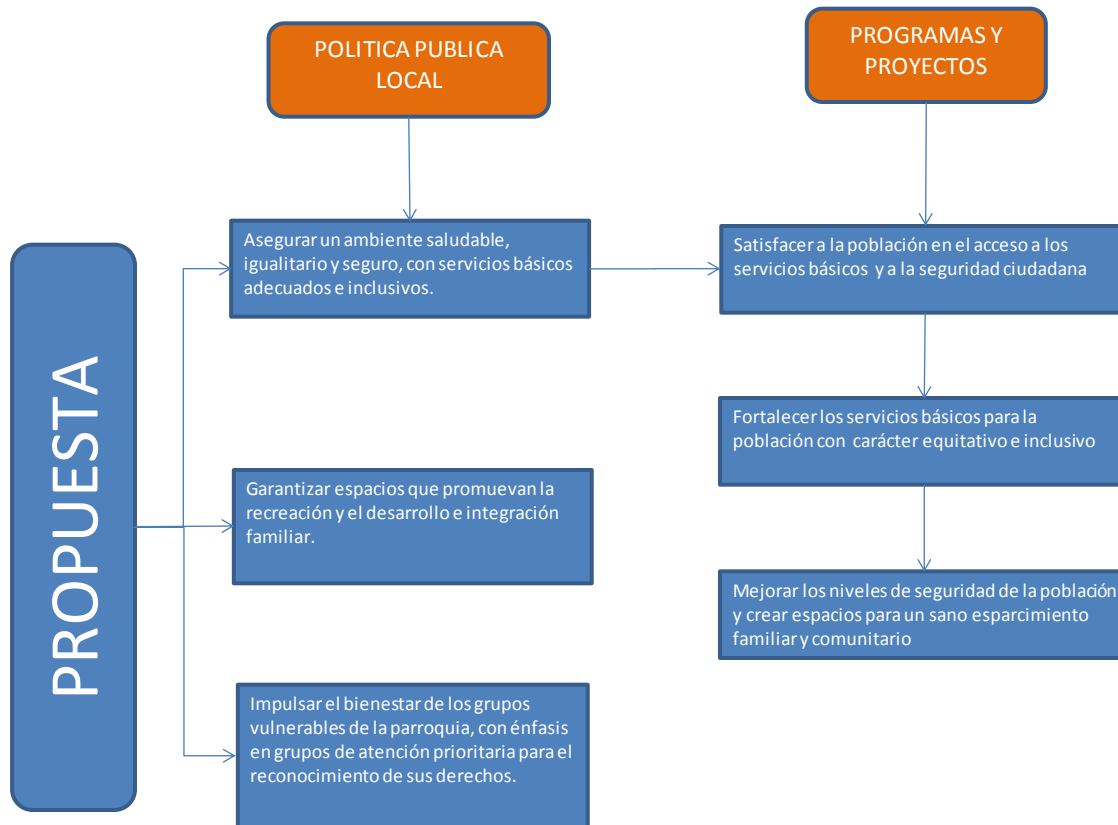 POLITICA PUBLICA
LOCAL
PROGRAMAS Y
PROYECTOS
PROPUESTA
Asegurar un ambiente saludable,
igualitario y seguro, con servicios básicos
adecuados e inclusivos.
Satisfacer a la población en el acceso a los
servicios básicos y a la seguridad ciudadana
Fortalecer los servicios básicos para la
población con carácter equitativo e inclusivo
Garantizar espacios que promuevan la
recreación y el desarrollo e integración
familiar.
Mejorar los niveles de seguridad de la población
y crear espacios para un sano esparcimiento
familiar y comunitario
Impulsar el bienestar de los grupos
vulnerables de la parroquia, con énfasis
en grupos de atención prioritaria para el
reconocimiento de sus derechos.